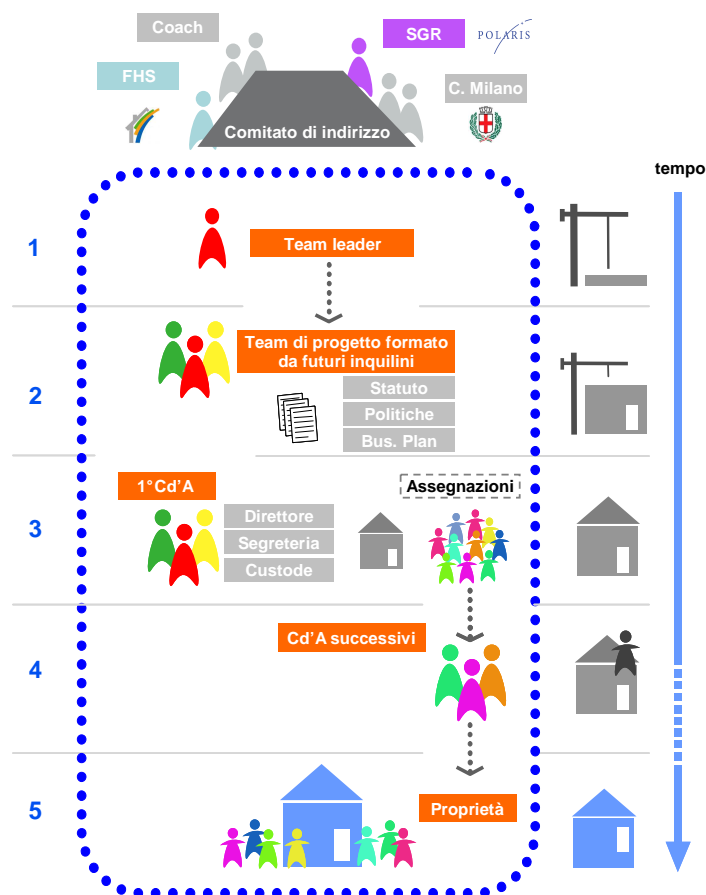 Coach
SGR
POLARIS
FHS
C. Milano
Comitato di indirizzo
tempo
1
Team leader
Team di progetto formato
da futuri inquilini
2
Statuto
Politiche
Bus. Plan
1°Cd'A
Assegnazioni
3
Direttore
Segreteria
Custode
Cd'A successivi
4
5
Proprietà